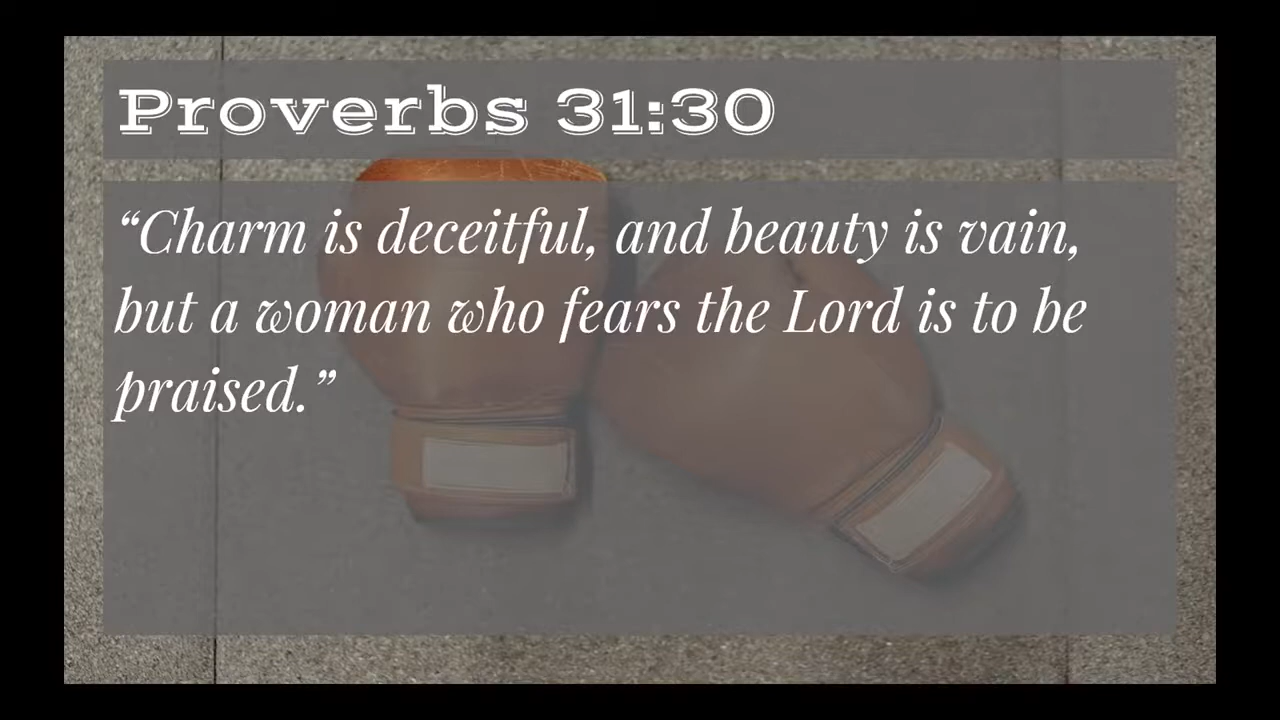 Proverbs 31:30
“Charm is deceitful, and beauty is vain,
but a woman who fears the Lord is to be
praised.”